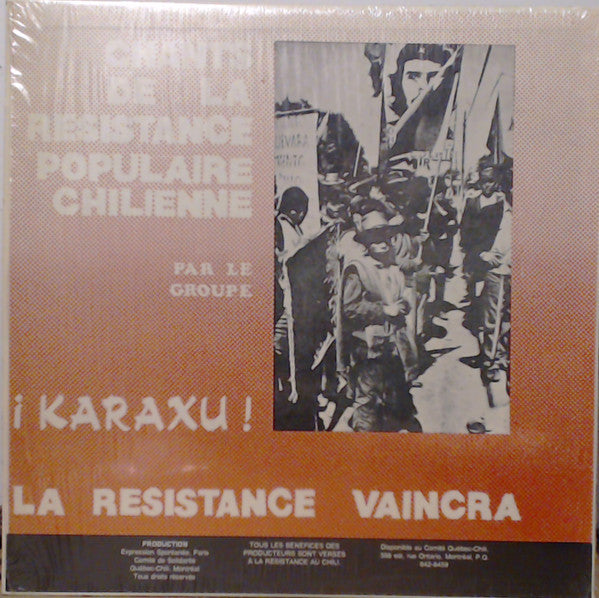 CHANTS
DE LA
RESISTANCE
POPULAIRE
CHILIENNE
PAR LE
GROUPE
¡KARAXU!
LA RESISTANCE VAINCRA
PRODUCTION
Expression Spontanée, Paris
Comité de Solidarité
Québec-Chili, Montréal
Tous droits réservés
TOUS LES BENEFICES DES
PRODUCTEURS SONT VERSES
A LA RESISTANCE AU CHILI.
Disponible au Comité Québec-Chili,
356 est, rue Ontario, Montréal, P.Q.
842-8459